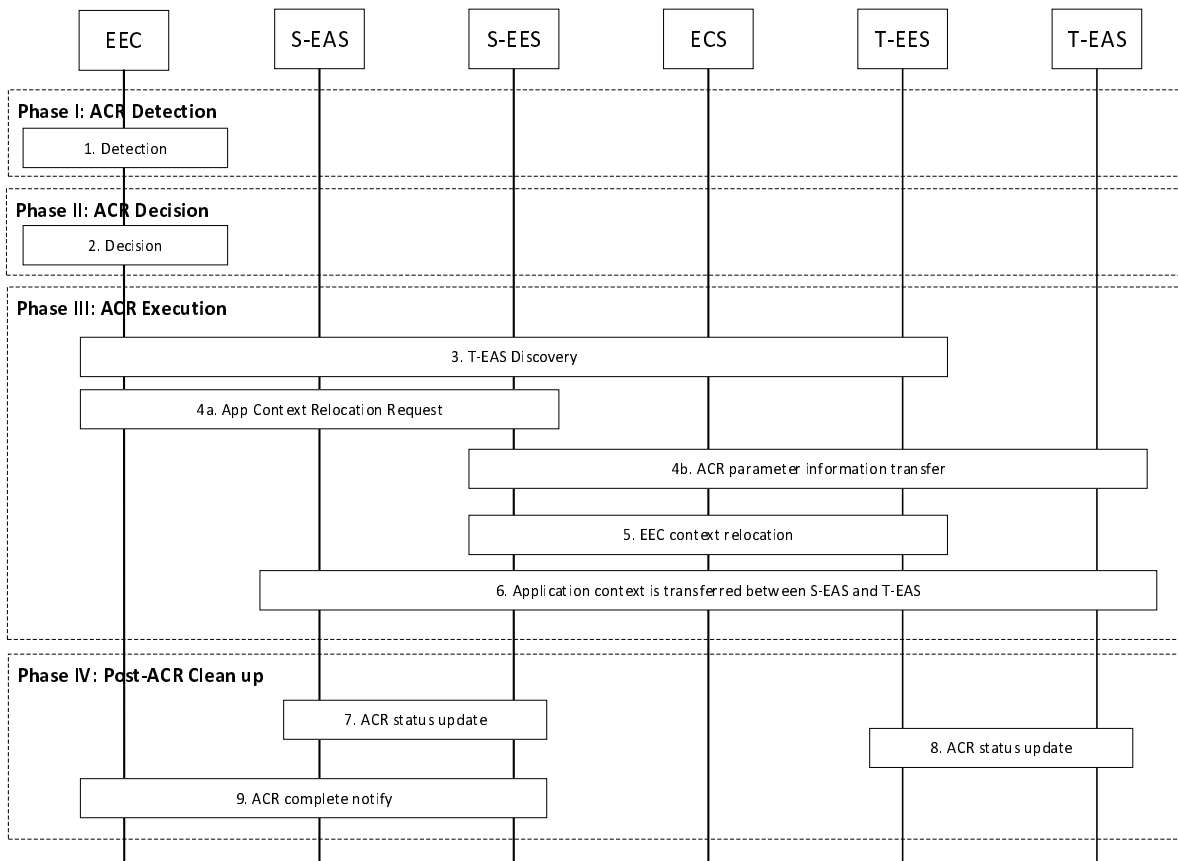 EEC
S-EAS
S-EES
ECS
T-EES
T-EAS
Phase I: ACR Detection
1. Detection
Phase II: ACR Decision
2. Decision
Phase III: ACR Execution
3. T-EAS Discovery
4a. App Context Relocation Request
4b. ACR parameter information transfer
5. EEC context relocation
6. Application context is transferred between S-EAS and T-EAS
Phase IV: Post-ACR Clean up
7. ACR status update
8. ACR status update
9. ACR complete notify